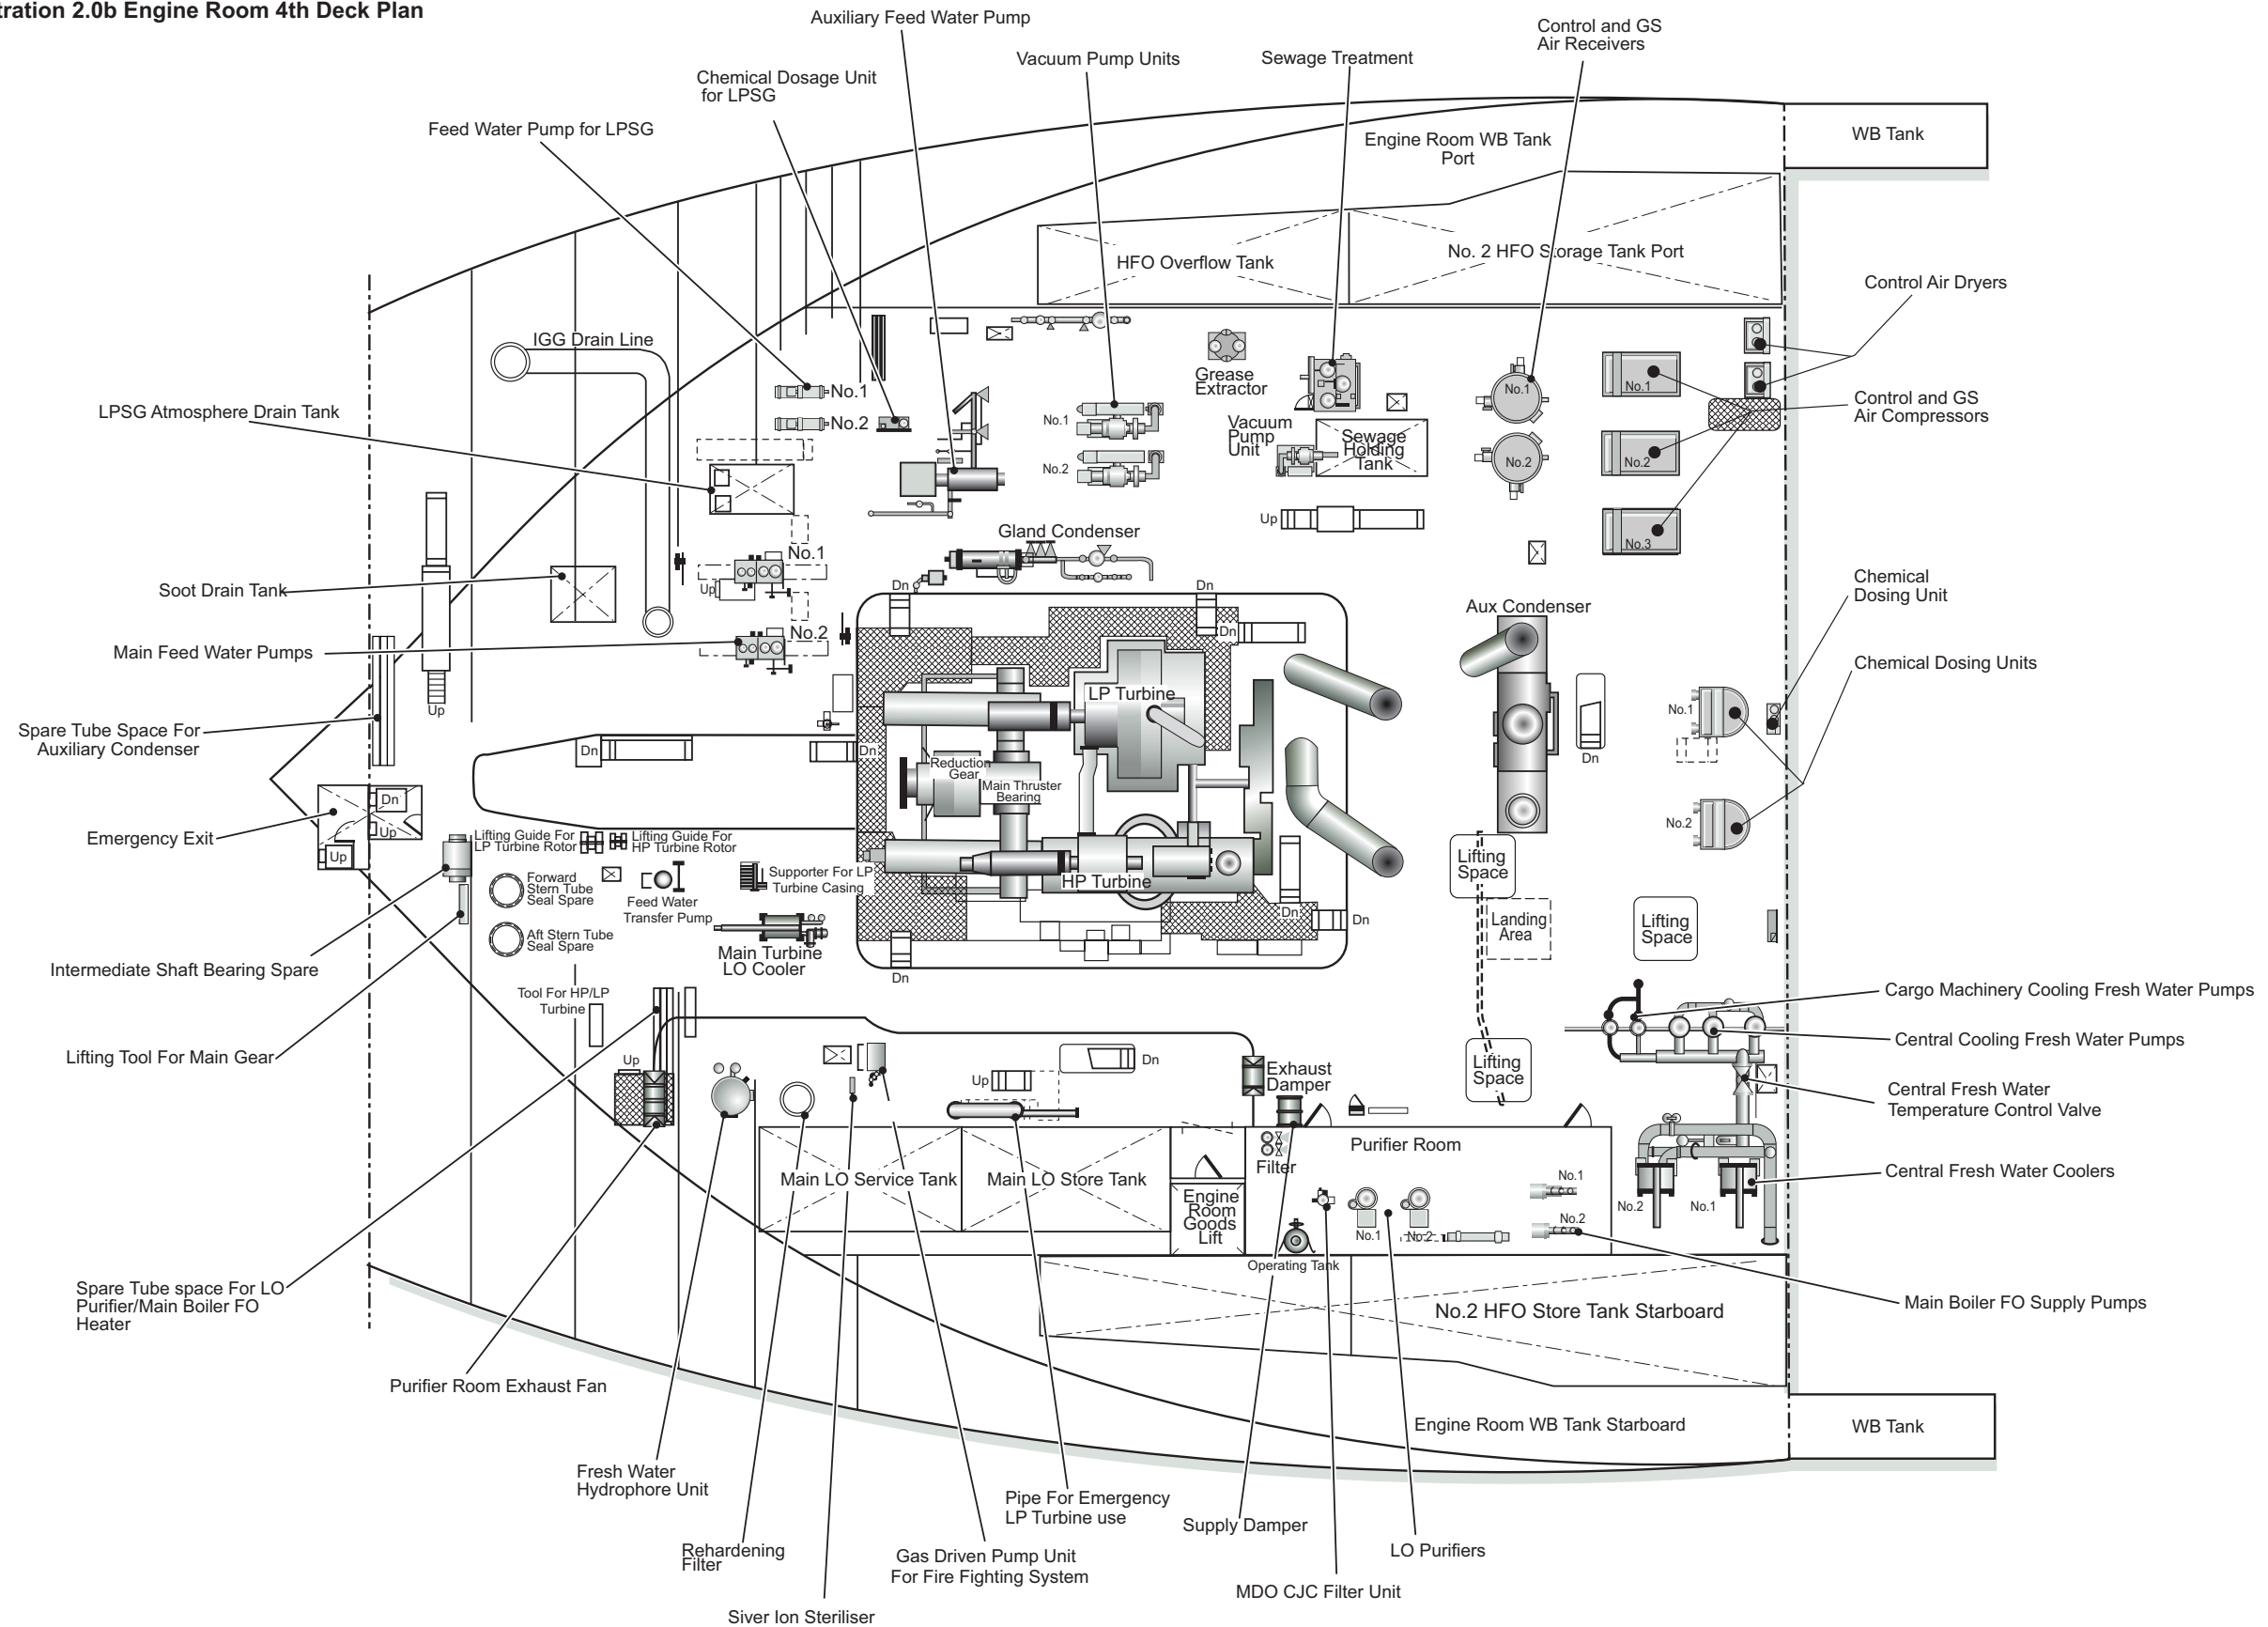 tration 2.0b Engine Room 4th Deck Plan
Auxiliary Feed Water Pump
Control and GS
Air Receivers
Vacuum Pump Units
Sewage Treatment
Chemical Dosage Unit
for LPSG
Feed Water Pump for LPSG
Engine Room WB Tank
Port
WB Tank
HFO Overflow Tank
No. 2 HFO Storage Tank Port
Control Air Dryers
IGG Drain Line
LPSG Atmosphere Drain Tank
No.1
No.2
Grease
Extractor
No.1
No.2
Vacuum
Pump
Unit
Sewage
Holding
Tank
No.1
No.2
No.1
No.2
No.3
Control and GS
Air Compressors
Up
Gland Condenser
Soot Drain Tank
Main Feed Water Pumps
No.1
Up
No.2
Dn
Dn
Dn
Aux Condenser
Chemical
Dosing Unit
Chemical Dosing Units
Up
Spare Tube Space For
Auxiliary Condenser
Dn
Dn
LP Turbine
Reduction
Gear
Main Thruster
Bearing
HP Turbine
Dn
No.1
No.2
Emergency Exit
Dn
Up
Up
Lifting Guide For
LP Turbine Rotor
Lifting Guide For
HP Turbine Rotor
Forward
Stern Tube
Seal Spare
Aft Stern Tube
Seal Spare
Feed Water
Transfer Pump
Supporter For LP
Turbine Casing
Main Turbine
LO Cooler
Dn
Dn
Dn
Lifting
Space
Landing
Area
Lifting
Space
Intermediate Shaft Bearing Spare
Lifting Tool For Main Gear
Tool For HP/LP
Turbine
Up
Up
Dn
Exhaust
Damper
Lifting
Space
Cargo Machinery Cooling Fresh Water Pumps
Central Cooling Fresh Water Pumps
Central Fresh Water
Temperature Control Valve
Central Fresh Water Coolers
Main LO Service Tank
Main LO Store Tank
Engine
Room
Goods
Lift
Filter
Purifier Room
No.1
No.2
No.1
No.2
Operating Tank
No.2
No.1
Spare Tube space For LO
Purifier/Main Boiler FO
Heater
No.2 HFO Store Tank Starboard
Main Boiler FO Supply Pumps
Purifier Room Exhaust Fan
Engine Room WB Tank Starboard
WB Tank
Fresh Water
Hydrophore Unit
Pipe For Emergency
LP Turbine use
Supply Damper
Rehardening
Filter
Gas Driven Pump Unit
For Fire Fighting System
LO Purifiers
MDO CJC Filter Unit
Siver Ion Steriliser